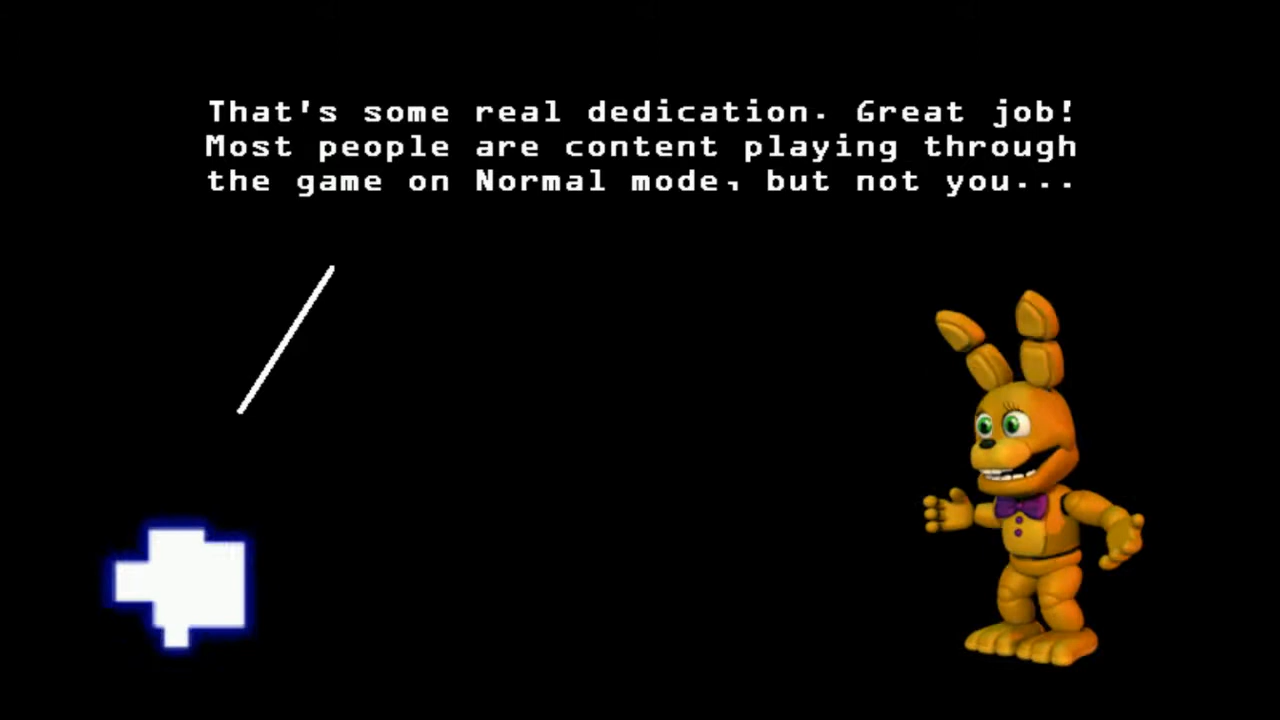 That's some real dedication. Great job!
Most people are content playing through
the game on Normal mode, but not you...